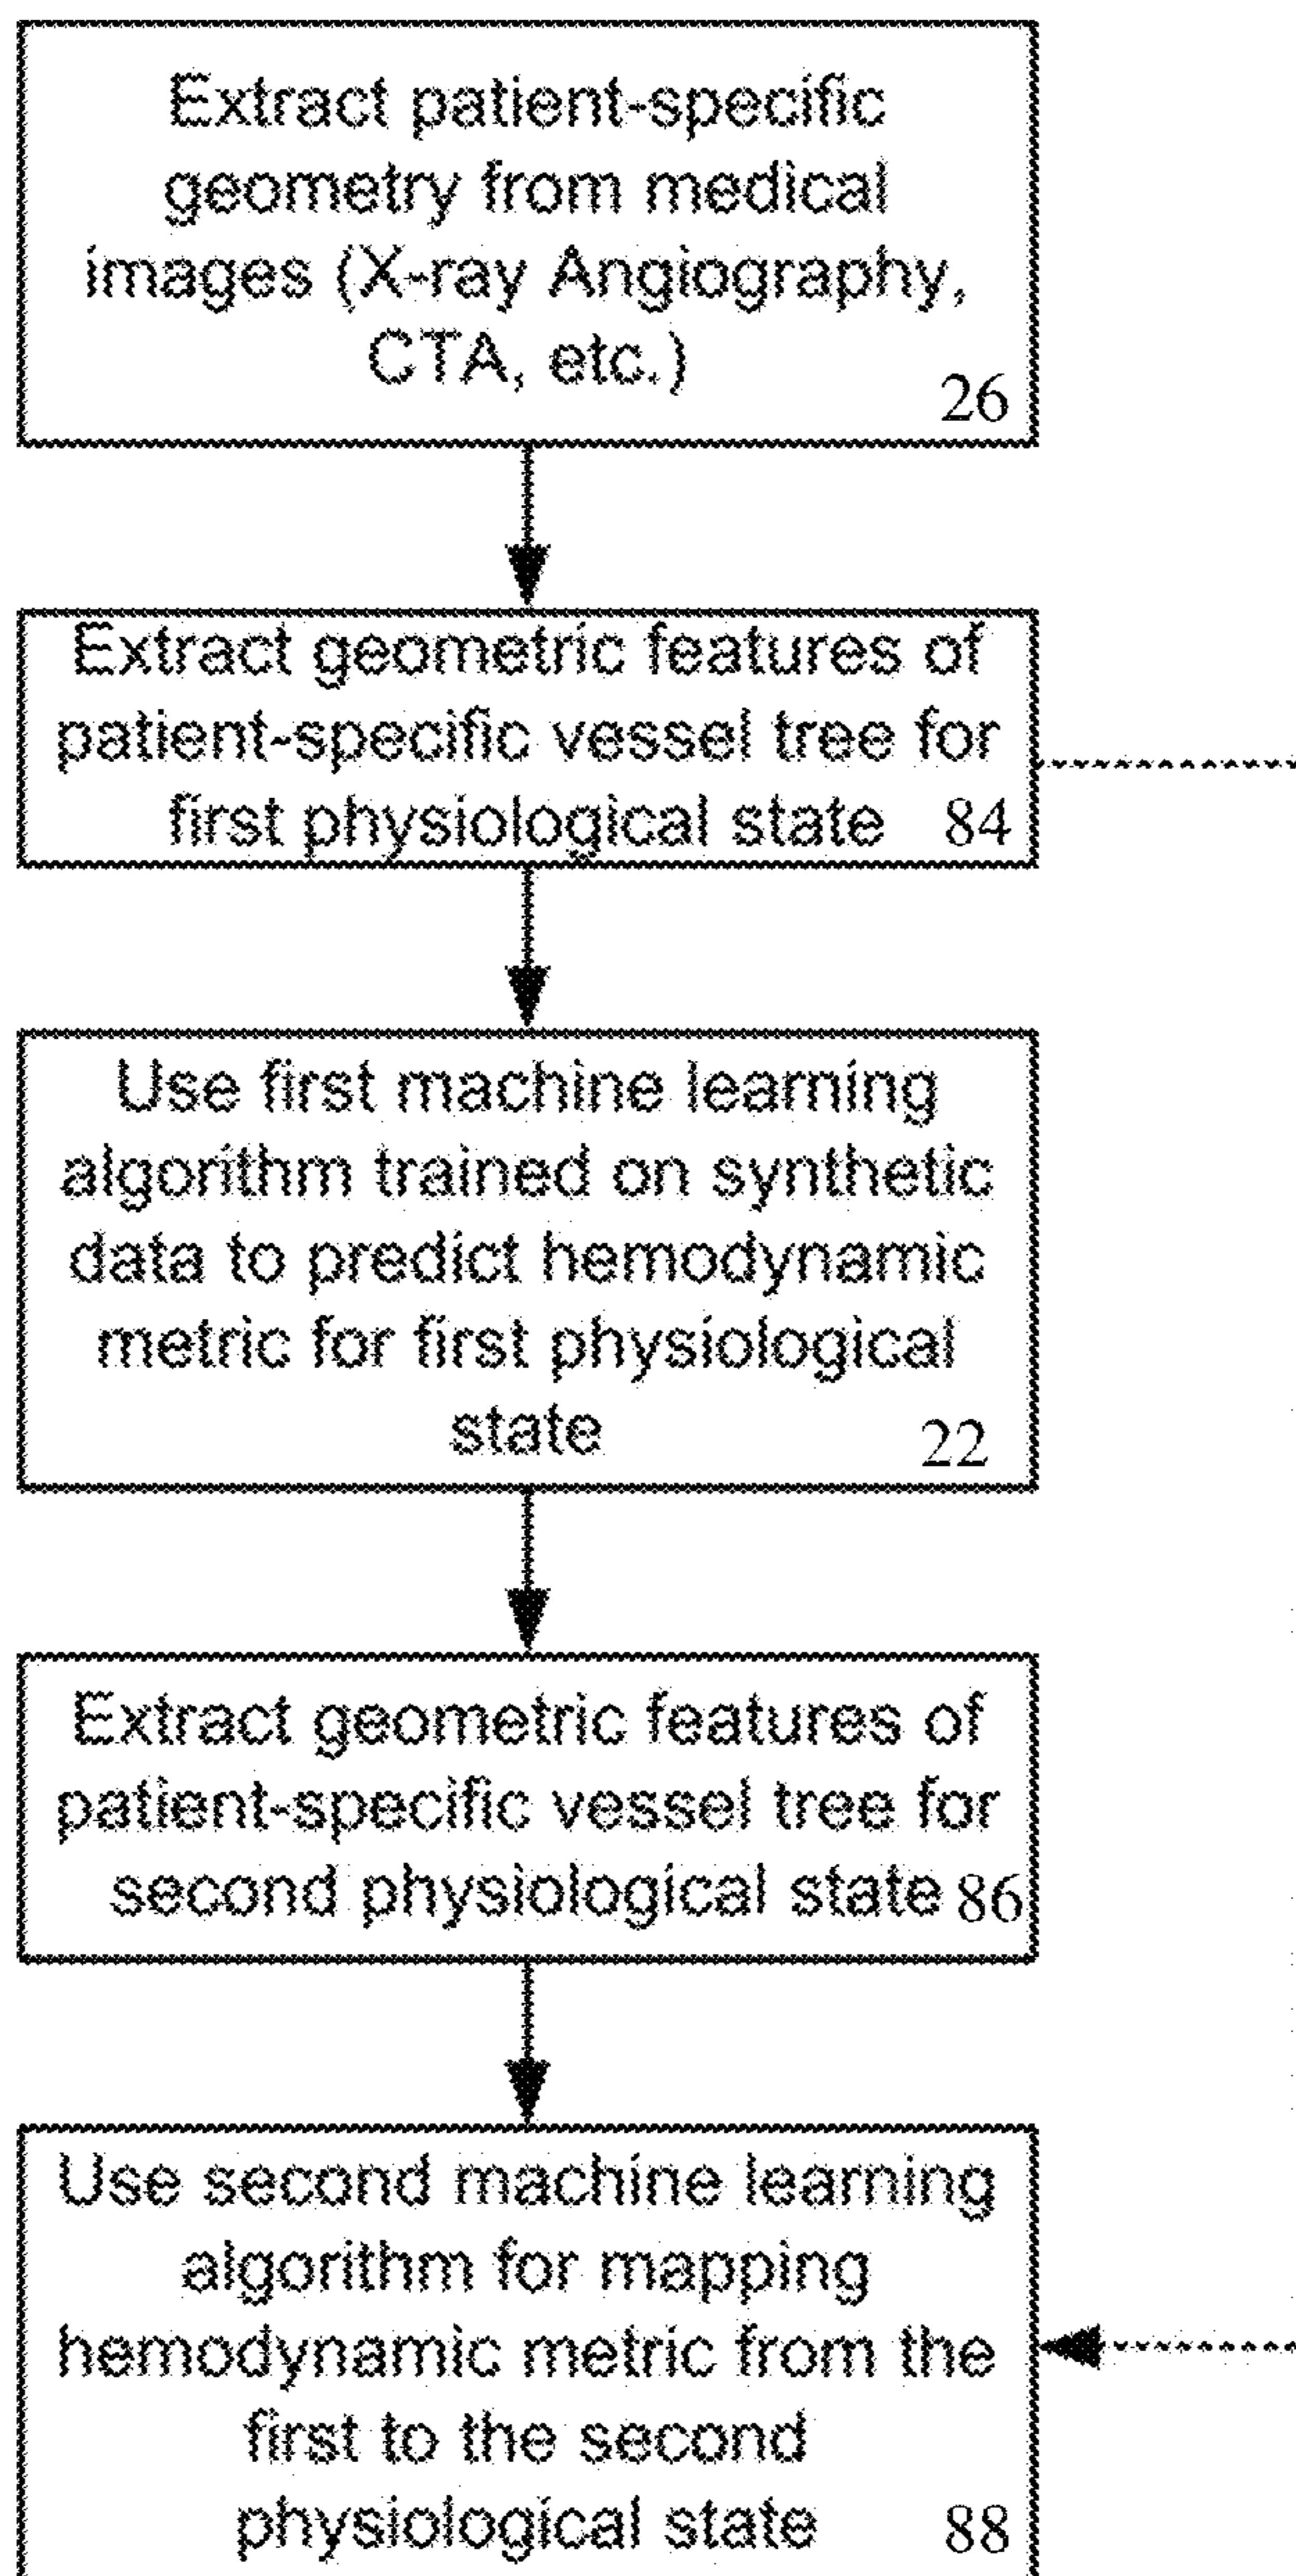 Extract patient-specific
geometry from medical
images (X-ray Angiography,
CTA, etc.)
26
Extract geometric features of
patient-specific vessel tree for
first physiological state 84
Use first machine learning
algorithm trained on synthetic
data to predict hemodynamic
metric for first physiological
state 22
Extract geometric features of
patient-specific vessel tree for
second physiological state 86
Use second machine learning
algorithm for mapping
hemodynamic metric from the
first to the second
physiological state 88